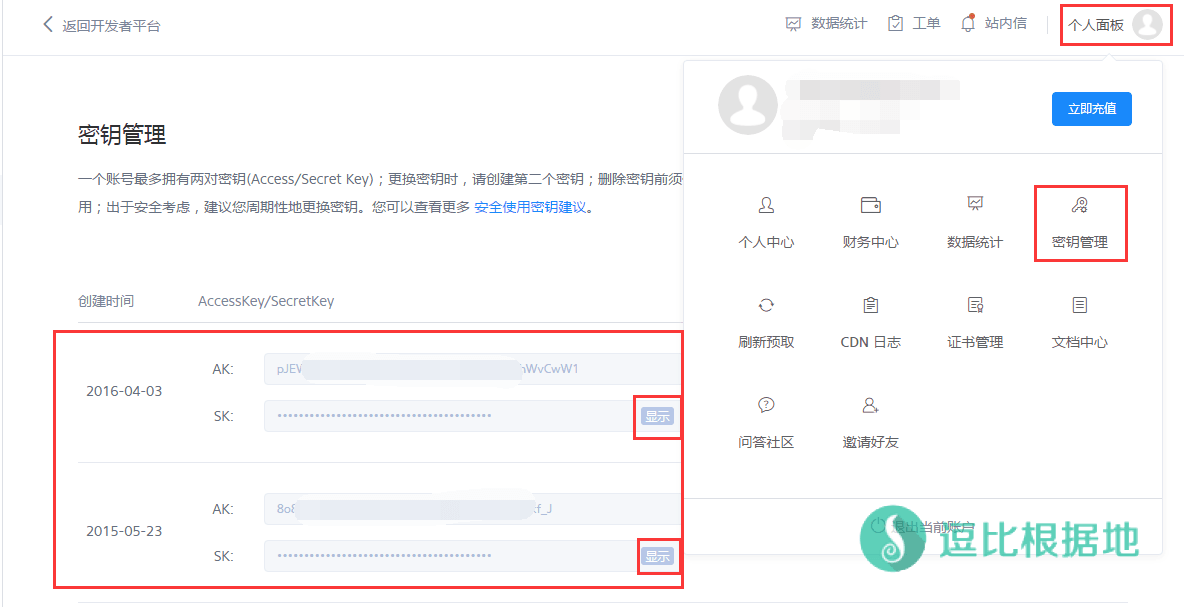 返回开发者平台
数据统计
工单
站内信
个人面板
立即充值
密钥管理
一个账号最多拥有两对密钥(Access/Secret Key)；更换密钥时，请创建第二个密钥；删除密钥前须
用；出于安全考虑，建议您周期性地更换密钥。您可以查看更多 安全使用密钥建议。
个人中心
财务中心
数据统计
密钥管理
创建时间
AccessKey/SecretKey
刷新预取
CDN 日志
证书管理
文档中心
2016-04-03
AK:
pJEW
WvCwW1
SK:
显示
问答社区
邀请好友
2015-05-23
AK:
8o8
f_J
SK:
显示
退出当前账户
逗比根据地